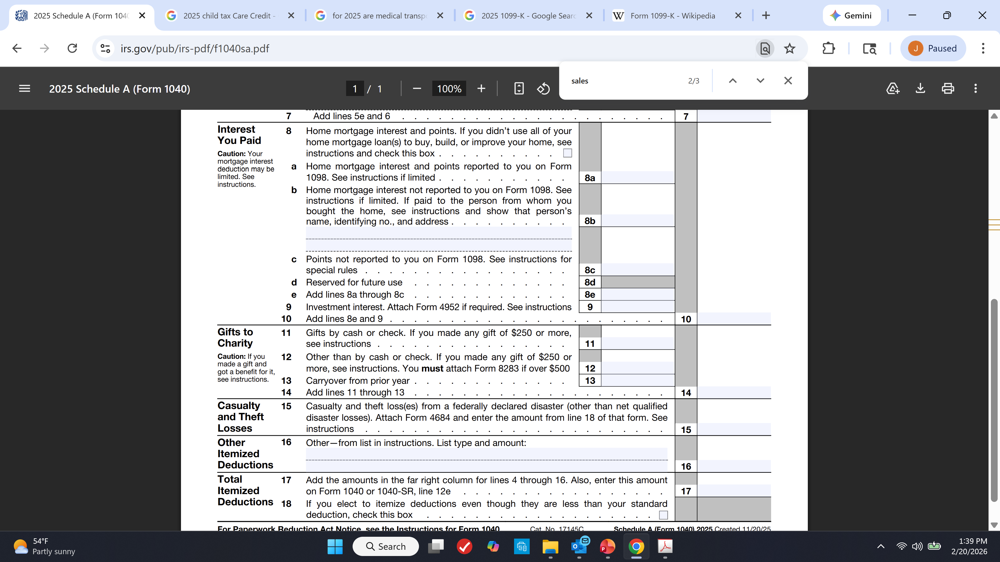 2025 Schedule A (Form 104
2025 child tax Care Credit -
for 2025 are medical transp
2025 1099-K - Google Searc
Form 1099-K - Wikipedia
Gemini
irs.gov/pub/irs-pdf/f1040sa.pdf
J Paused
sales 2/3
2025 Schedule A (Form 1040)
1 / 1
100%
7 Add lines 5e and 6 . . . . . . . . . . . . . . . . . . . . . . 7
Interest You Paid
Caution: Your
mortgage interest
deduction may be
limited. See
instructions.
8 Home mortgage interest and points. If you didn’t use all of your
home mortgage loan(s) to buy, build, or improve your home, see
instructions and check this box . . . . . . . . . .
a Home mortgage interest and points reported to you on Form
1098. See instructions if limited . . . . . . . . . . . 8a
b Home mortgage interest not reported to you on Form 1098. See
instructions if limited. If paid to the person from whom you
bought the home, see instructions and show that person’s
name, identifying no., and address . . . . . . . . . . 8b
c Points not reported to you on Form 1098. See instructions for
special rules . . . . . . . . . . . . . . . . . 8c
d Reserved for future use . . . . . . . . . . . . . 8d
e Add lines 8a through 8c . . . . . . . . . . . . . 8e
9 Investment interest. Attach Form 4952 if required. See instructions 9
10 Add lines 8e and 9 . . . . . . . . . . . . . . . . . . . . . . . 10
Gifts to
Charity
Caution: If you
made a gift and
got a benefit for it,
see instructions.
11 Gifts by cash or check. If you made any gift of $250 or more,
see instructions . . . . . . . . . . . . . . . . 11
12 Other than by cash or check. If you made any gift of $250 or
more, see instructions. You must attach Form 8283 if over $500 12
13 Carryover from prior year . . . . . . . . . . . . . 13
14 Add lines 11 through 13 . . . . . . . . . . . . . . . . . . . . . 14
Casualty
and Theft
Losses
15 Casualty and theft loss(es) from a federally declared disaster (other than net qualified
disaster losses). Attach Form 4684 and enter the amount from line 18 of that form. See
instructions . . . . . . . . . . . . . . . . . . . . . . . . . 15
Other
Itemized
Deductions
16 Other—from list in instructions. List type and amount:
16
Total
Itemized
Deductions
17 Add the amounts in the far right column for lines 4 through 16. Also, enter this amount
on Form 1040 or 1040-SR, line 12e . . . . . . . . . . . . . . . . . 17
18 If you elect to itemize deductions even though they are less than your standard
deduction, check this box . . . . . . . . . . . . . . . . . . .
For Paperwork Reduction Act Notice, see the Instructions for Form 1040 Cat. No. 17145C Schedule A (Form 1040) 2025 Created 11/20/25
54°F
Partly sunny
Search
1:39 PM
2/20/2026